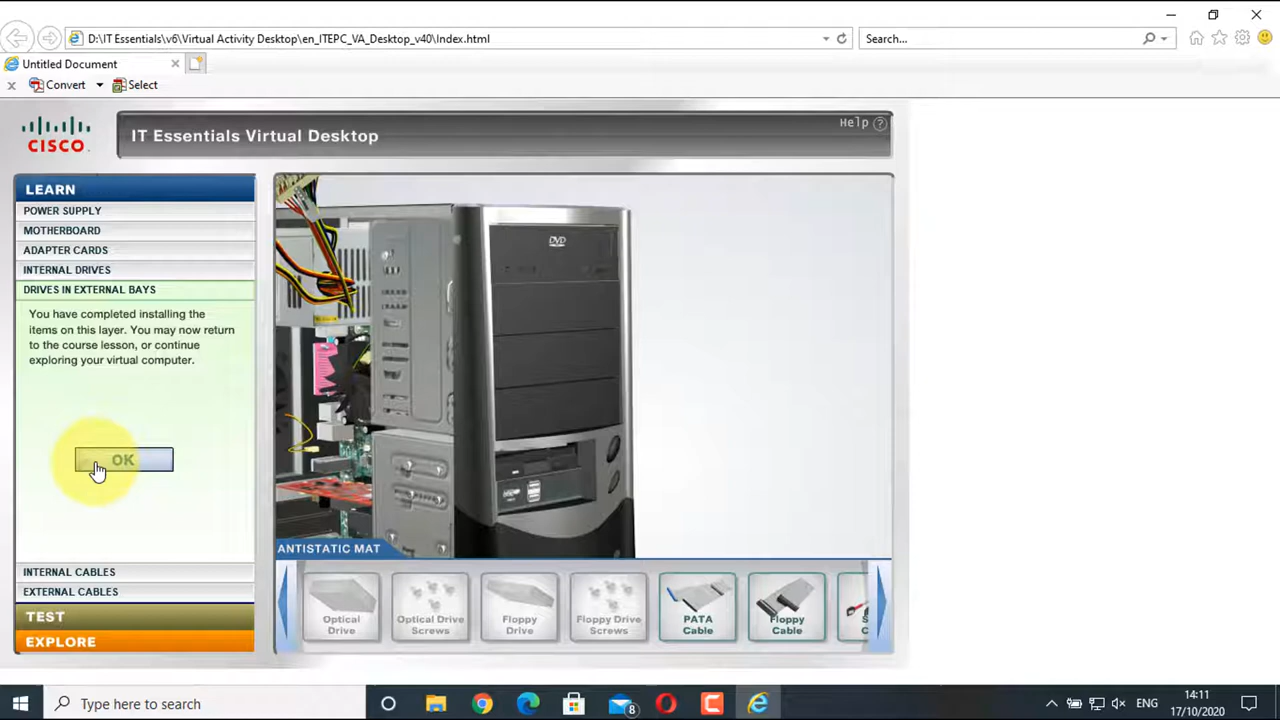 D:\IT Essentials\v6\Virtual Activity Desktop\en_ITEPC_VA_Desktop_v40\Index.html
Search...
Untitled Document
Convert
Select
CISCO
IT Essentials Virtual Desktop
Help ?
LEARN
POWER SUPPLY
MOTHERBOARD
ADAPTER CARDS
INTERNAL DRIVES
DRIVES IN EXTERNAL BAYS
You have completed installing the
items on this layer. You may now return
to the course lesson, or continue
exploring your virtual computer.
OK
INTERNAL CABLES
EXTERNAL CABLES
TEST
EXPLORE
DVD
ANTISTATIC MAT
Optical
Drive
Optical Drive
Screws
Floppy
Drive
Floppy Drive
Screws
PATA
Cable
Floppy
Cable
Type here to search
8
ENG
14:11
17/10/2020